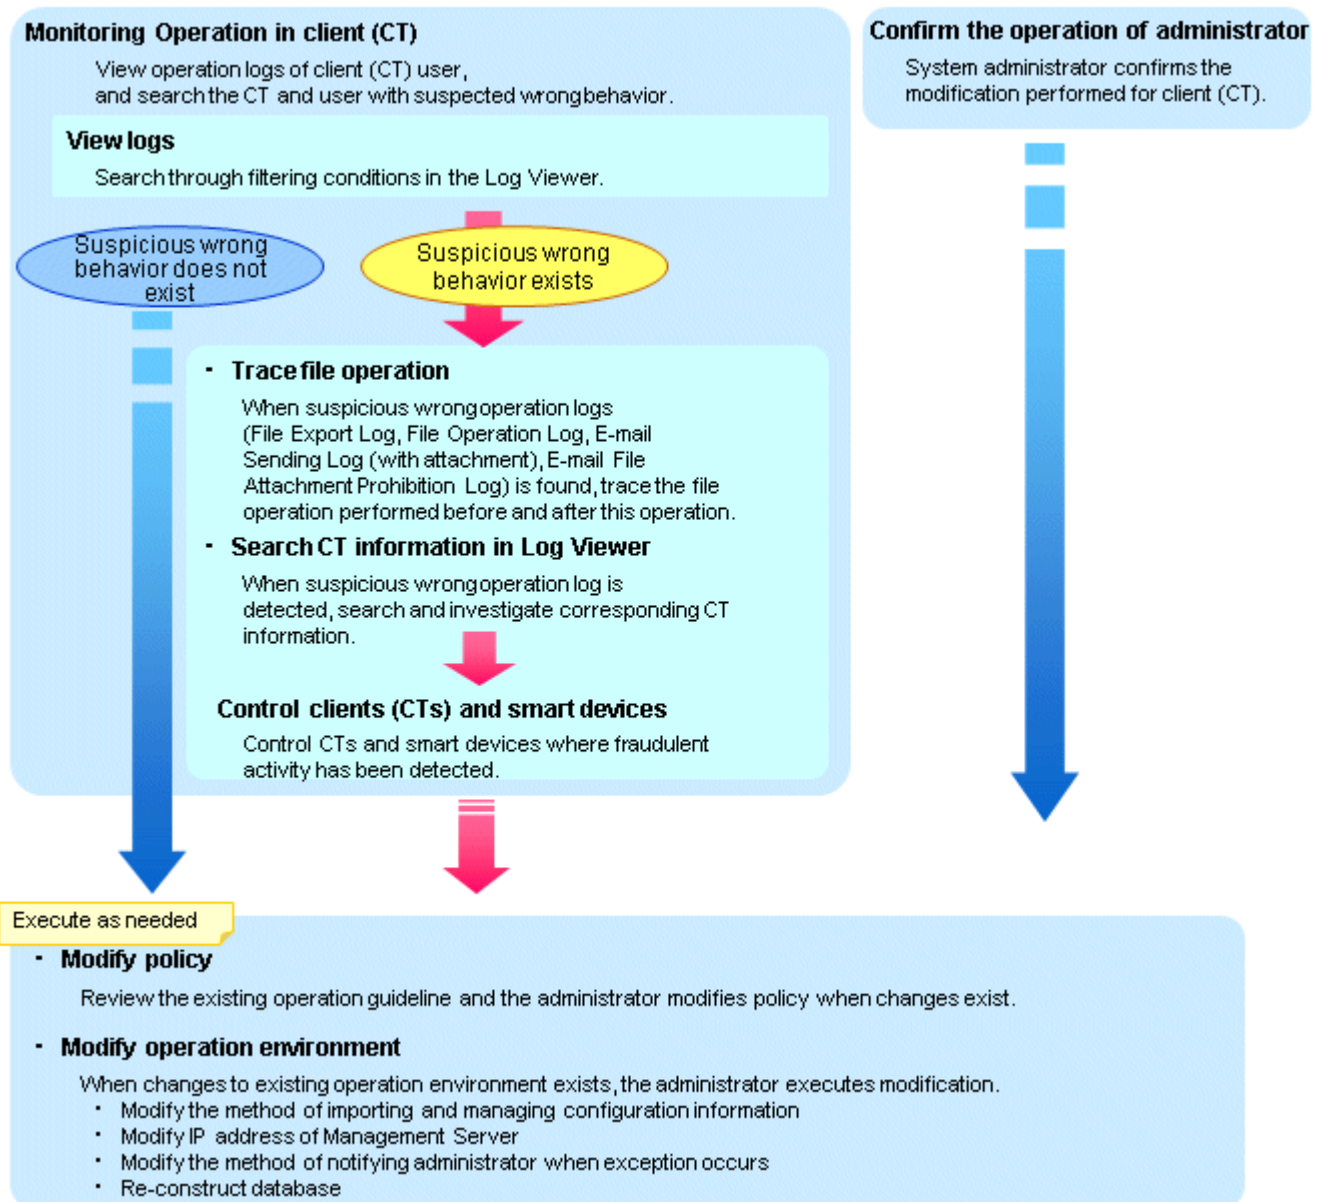 Monitoring Operation in client (CT)
View operation logs of client (CT) user,
and search the CT and user with suspected wrong behavior.
View logs
Search through filtering conditions in the Log Viewer.
Suspicious wrong
behavior does not
exist
Suspicious wrong
behavior exists
· Trace file operation
When suspicious wrong operation logs
(File Export Log, File Operation Log, E-mail
Sending Log (with attachment), E-mail File
Attachment Prohibition Log) is found, trace the file
operation performed before and after this operation.
· Search CT information in Log Viewer
When suspicious wrong operation log is
detected, search and investigate corresponding CT
information.
Control clients (CTs) and smart devices
Control CTs and smart devices where fraudulent
activity has been detected.
Confirm the operation of administrator
System administrator confirms the
modification performed for client (CT).
Execute as needed
· Modify policy
Review the existing operation guideline and the administrator modifies policy when changes exist.
· Modify operation environment
When changes to existing operation environment exists, the administrator executes modification.
· Modify the method of importing and managing configuration information
· Modify IP address of Management Server
· Modify the method of notifying administrator when exception occurs
· Re-construct database